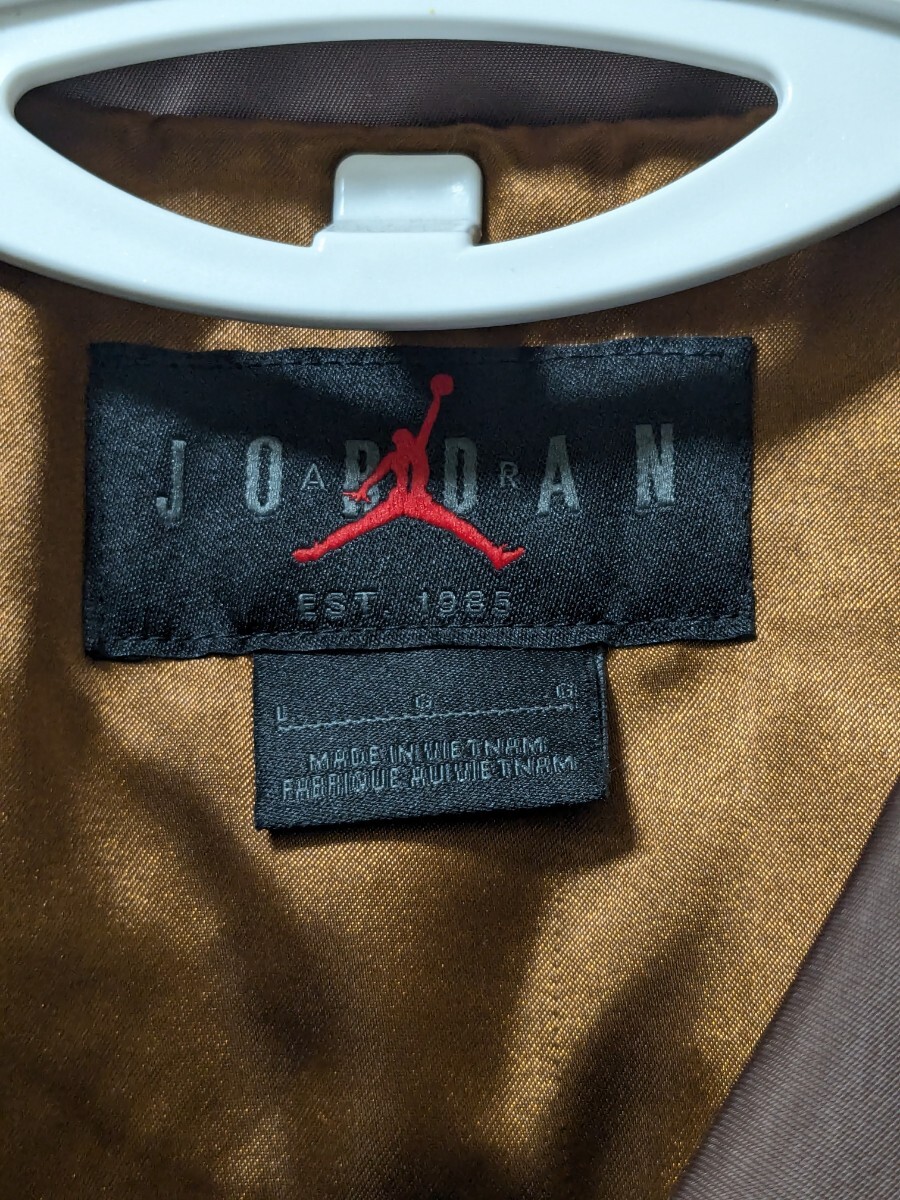 JORDAN
AIR
EST. 1985
L G G
MADE IN VIETNAM
FABRIQUE AU VIETNAM